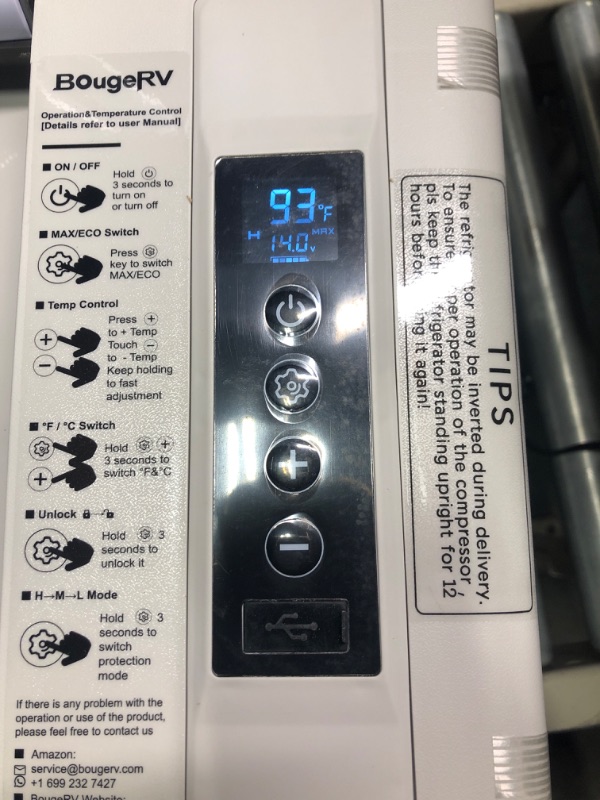 BougeRV
Operation&Temperature Control
[Details refer to user Manual]
ON / OFF
Hold
3 seconds to
turn on
or turn off
MAX/ECO Switch
Press
key to switch
MAX/ECO
Temp Control
Press +
to + Temp
Touch −
to - Temp
Keep holding
to fast
adjustment
°F / °C Switch
Hold +
3 seconds to
switch °F&°C
Unlock
Hold 3
seconds to
unlock it
H→M→L Mode
Hold 3
seconds to
switch
protection
mode
If there is any problem with the
operation or use of the product,
please feel free to contact us
Amazon:
service@bougerv.com
+1 699 232 7427
BougeRV Website:
93°F
H 14.0v MAX
TIPS
The may be inverted during delivery.
To ensure operation of the compressor,
pls keep standing upright for 12
hours it again!